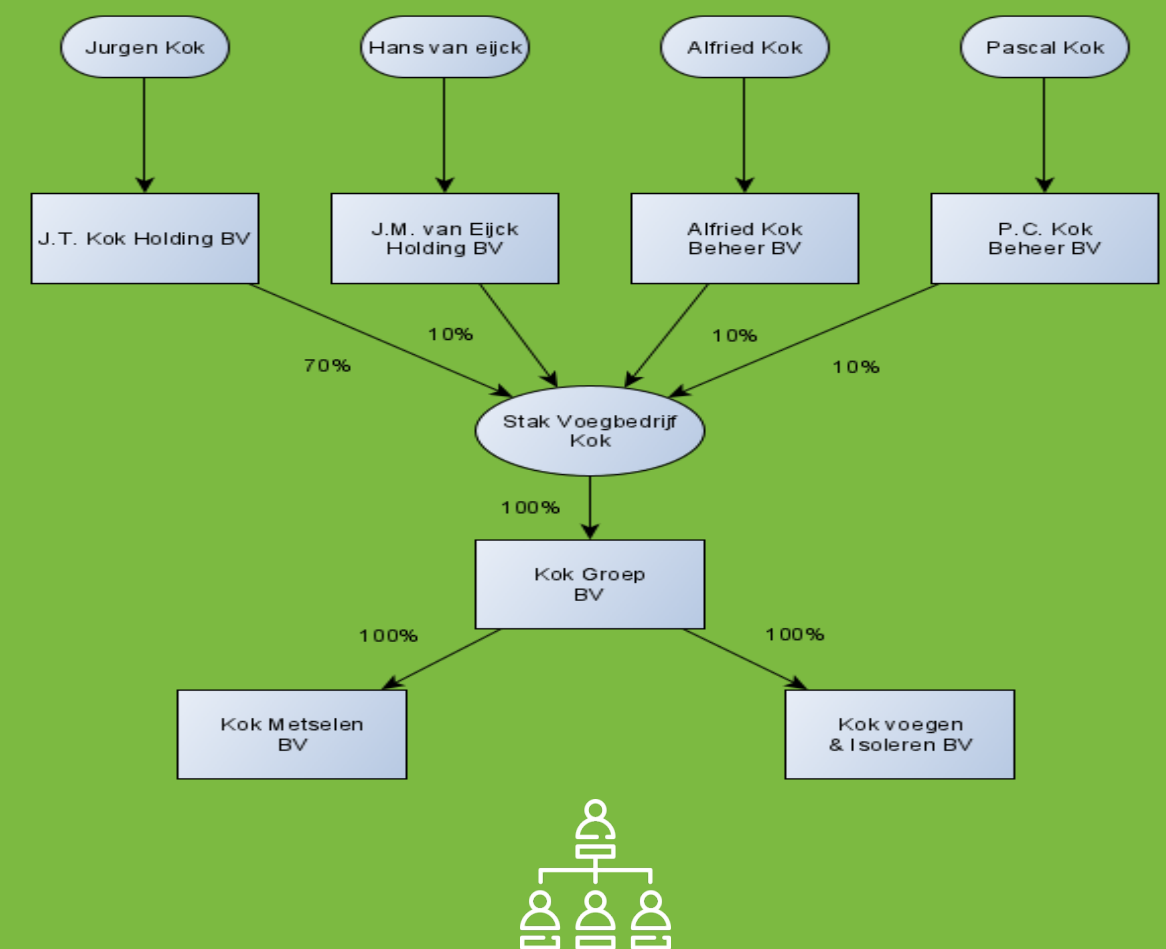 Jurgen Kok
Hans van eijck
Alfried Kok
Pascal Kok
J.T. Kok Holding BV
J.M. van Eijck
Holding BV
Alfried Kok
Beheer BV
P.C. Kok
Beheer BV
70%
10%
10%
10%
Stak Voegbedrijf
Kok
100%
Kok Groep
BV
100%
100%
Kok Metselen
BV
Kok voegen
& Isoleren BV